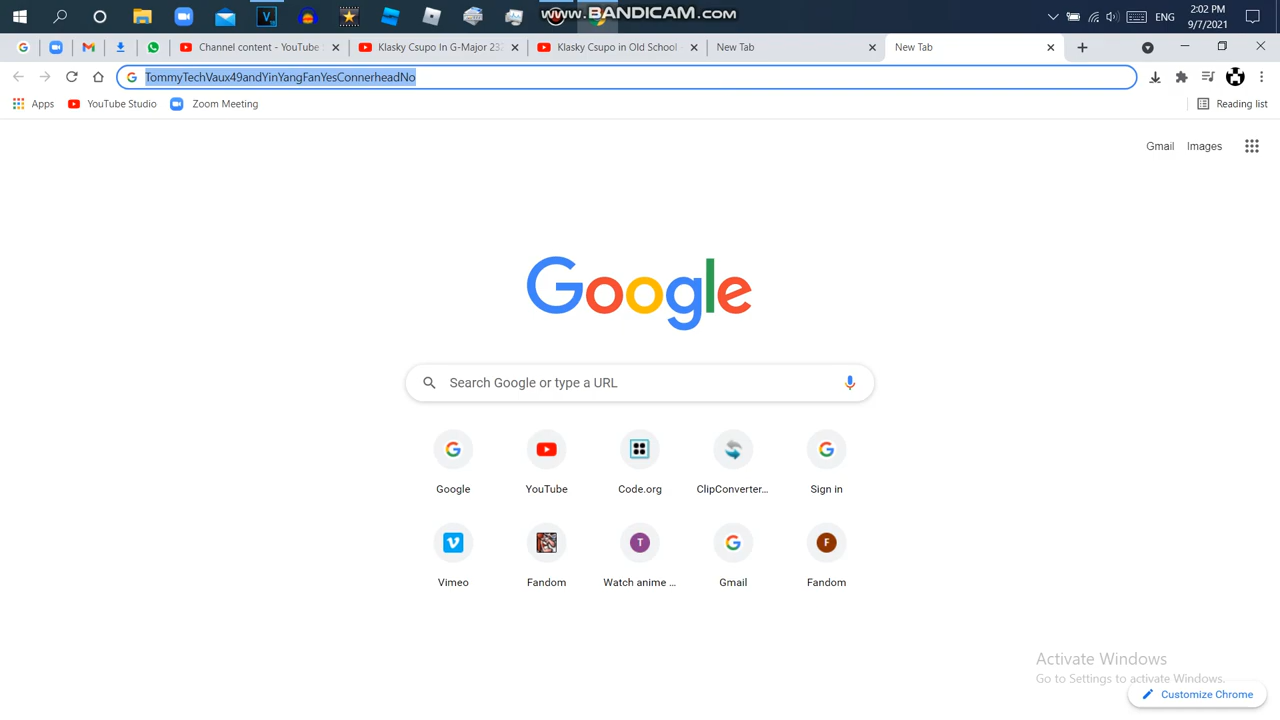 www.BANDICAM.com
ENG
2:02 PM
9/7/2021
Channel content - YouTube S
Klasky Csupo In G-Major 23
Klasky Csupo in Old School -
New Tab
New Tab
TommyTechVaux49andYinYangFanYesConnerheadNo
Apps
YouTube Studio
Zoom Meeting
Reading list
Gmail
Images
Google
Search Google or type a URL
Google
YouTube
Code.org
ClipConverter...
Sign in
Vimeo
Fandom
T
Watch anime ...
Gmail
F
Fandom
Activate Windows
Go to Settings to activate Windows.
Customize Chrome